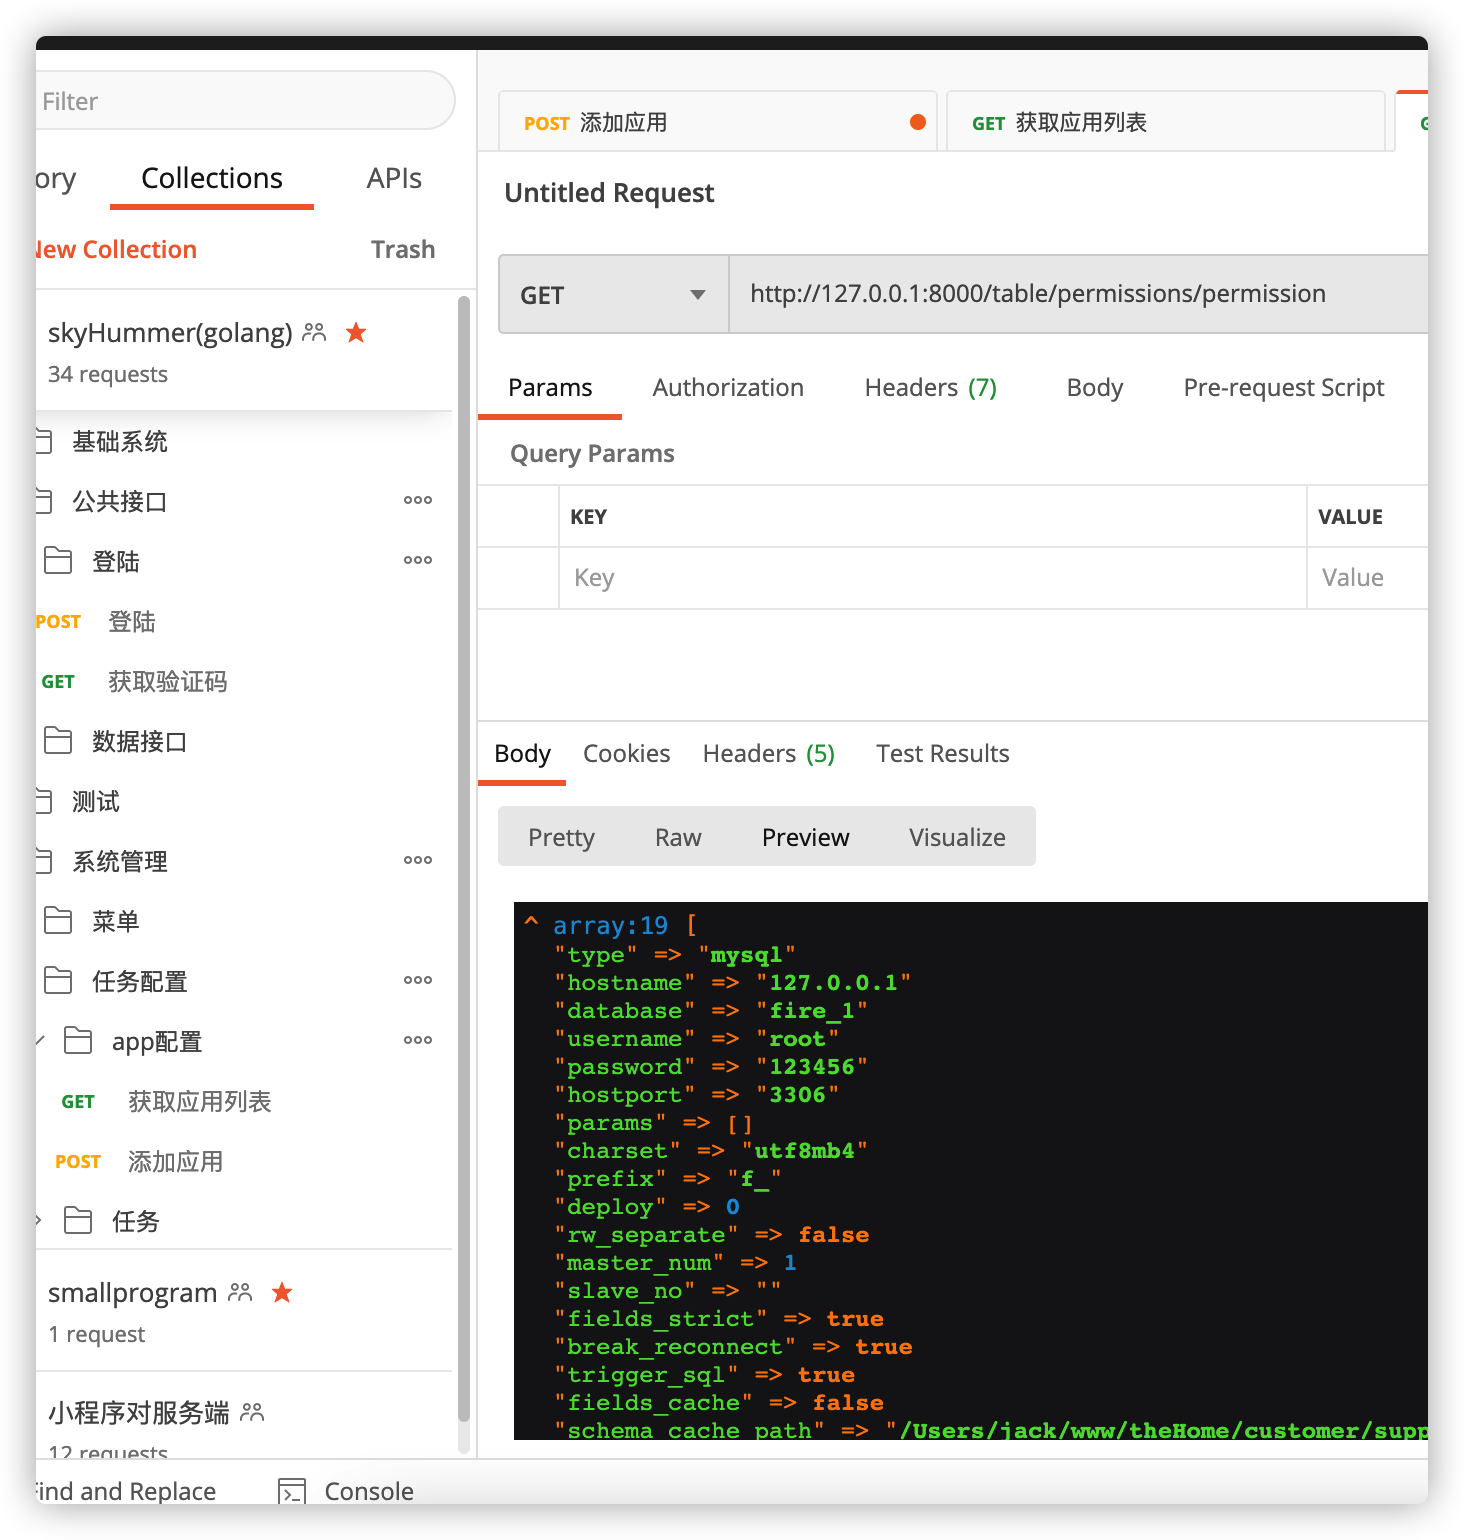 Filter
ory Collections APIs
New Collection Trash
skyHummer(golang)
34 requests
基础系统
公共接口
登陆
POST 登陆
GET 获取验证码
数据接口
测试
系统管理
菜单
任务配置
app配置
GET 获取应用列表
POST 添加应用
任务
smallprogram
1 request
小程序对服务端
12 requests
Find and Replace Console
POST 添加应用 GET 获取应用列表 G
Untitled Request
GET http://127.0.0.1:8000/table/permissions/permission
Params Authorization Headers (7) Body Pre-request Script
Query Params
KEY VALUE
Key Value
Body Cookies Headers (5) Test Results
Pretty Raw Preview Visualize
^ array:19 [
"type" => "mysql"
"hostname" => "127.0.0.1"
"database" => "fire_1"
"username" => "root"
"password" => "123456"
"hostport" => "3306"
"params" => []
"charset" => "utf8mb4"
"prefix" => "f_"
"deploy" => 0
"rw_separate" => false
"master_num" => 1
"slave_no" => ""
"fields_strict" => true
"break_reconnect" => true
"trigger_sql" => true
"fields_cache" => false
"schema_cache_path" => "/Users/jack/www/theHome/customer/supp